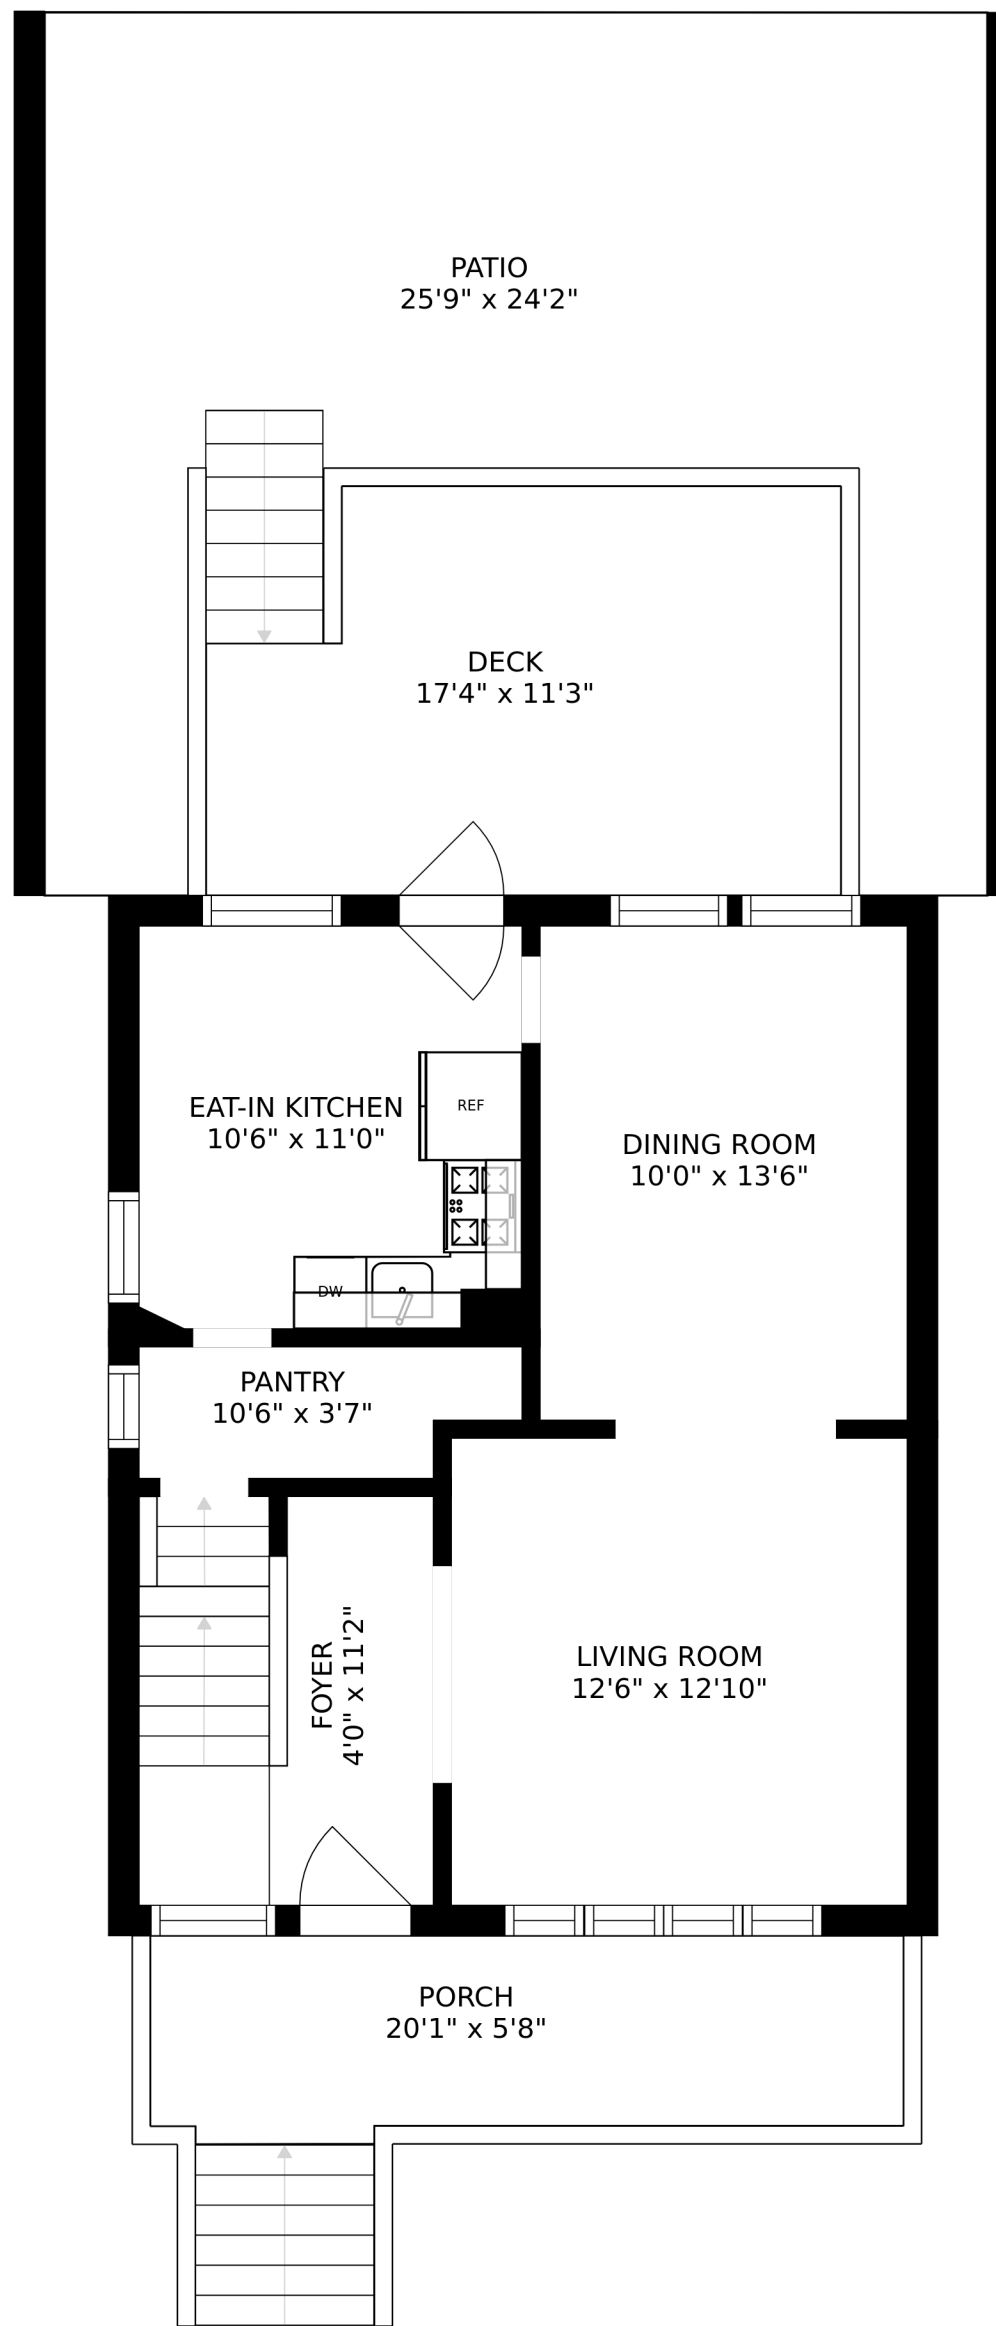 PATIO
25'9" x 24'2"
DECK
17'4" x 11'3"
EAT-IN KITCHEN
10'6" x 11'0"
REF
DINING ROOM
10'0" x 13'6"
DW
PANTRY
10'6" x 3'7"
FOYER
4'0" x 11'2"
LIVING ROOM
12'6" x 12'10"
PORCH
20'1" x 5'8"